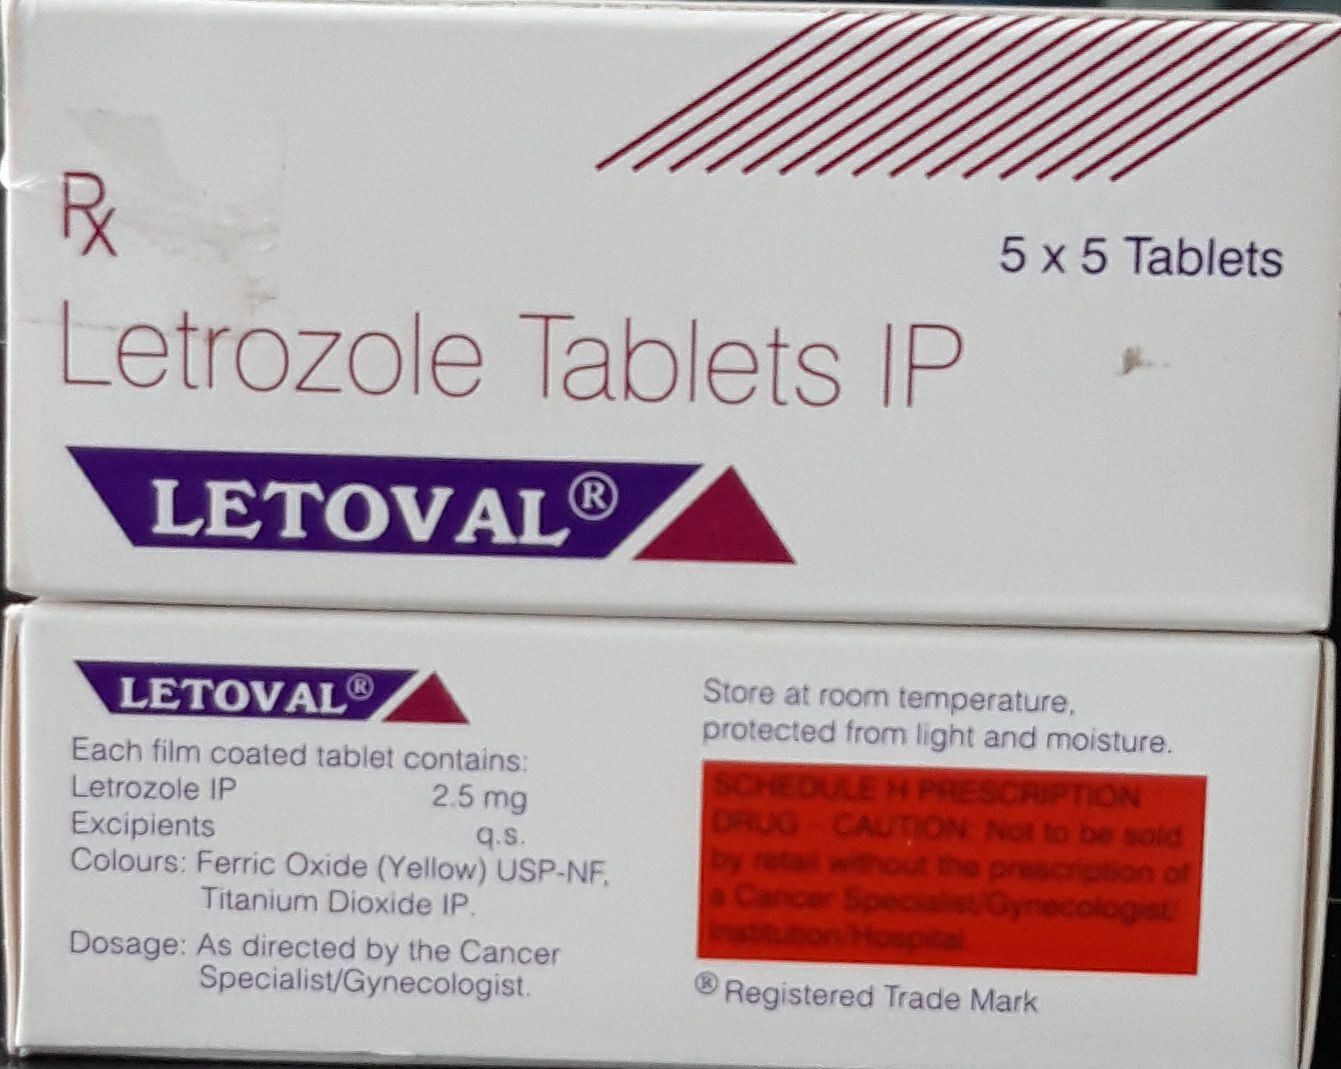 Rx
5 x 5 Tablets
Letrozole Tablets IP
LETOVAL®
LETOVAL®
Each film coated tablet contains:
Letrozole IP 2.5 mg
Excipients q.s.
Colours: Ferric Oxide (Yellow) USP-NF,
Titanium Dioxide IP.
Dosage: As directed by the Cancer
Specialist/Gynecologist.
Store at room temperature,
protected from light and moisture.
SCHEDULE H PRESCRIPTION
DRUG - CAUTION: Not to be sold
by retail without the prescription of
a Cancer Specialist/Gynecologist/
Institution/Hospital
® Registered Trade Mark